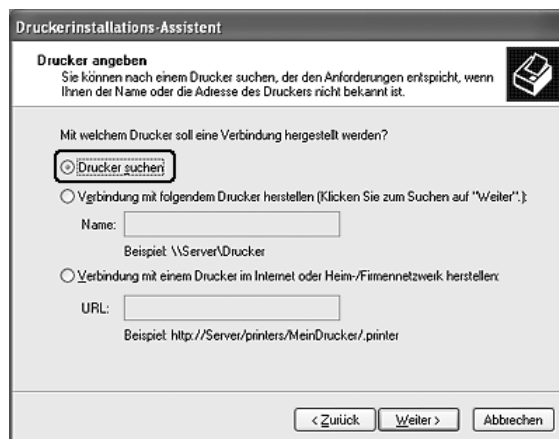 Druckerinstallations-Assistent
Drucker angeben
Sie können nach einem Drucker suchen, der den Anforderungen entspricht, wenn
Ihnen der Name oder die Adresse des Druckers nicht bekannt ist.
Mit welchem Drucker soll eine Verbindung hergestellt werden?
Drucker suchen
Verbindung mit folgendem Drucker herstellen (Klicken Sie zum Suchen auf "Weiter".):
Name:
Beispiel: \\Server\Drucker
Verbindung mit einem Drucker im Internet oder Heim-/Firmennetzwerk herstellen:
URL:
Beispiel: http://Server/printers/MeinDrucker/.printer
< Zurück Weiter > Abbrechen